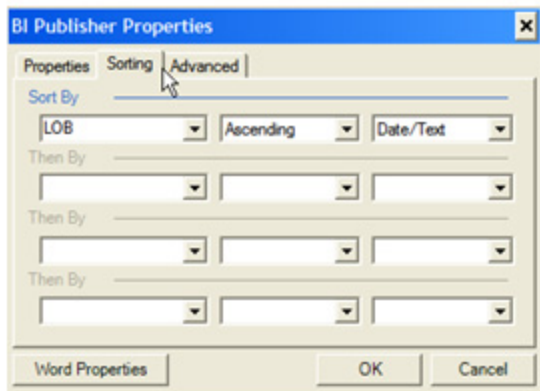 BI Publisher Properties
Properties Sorting Advanced
Sort By
LOB Ascending Date/Text
Then By
Then By
Then By
Word Properties OK Cancel